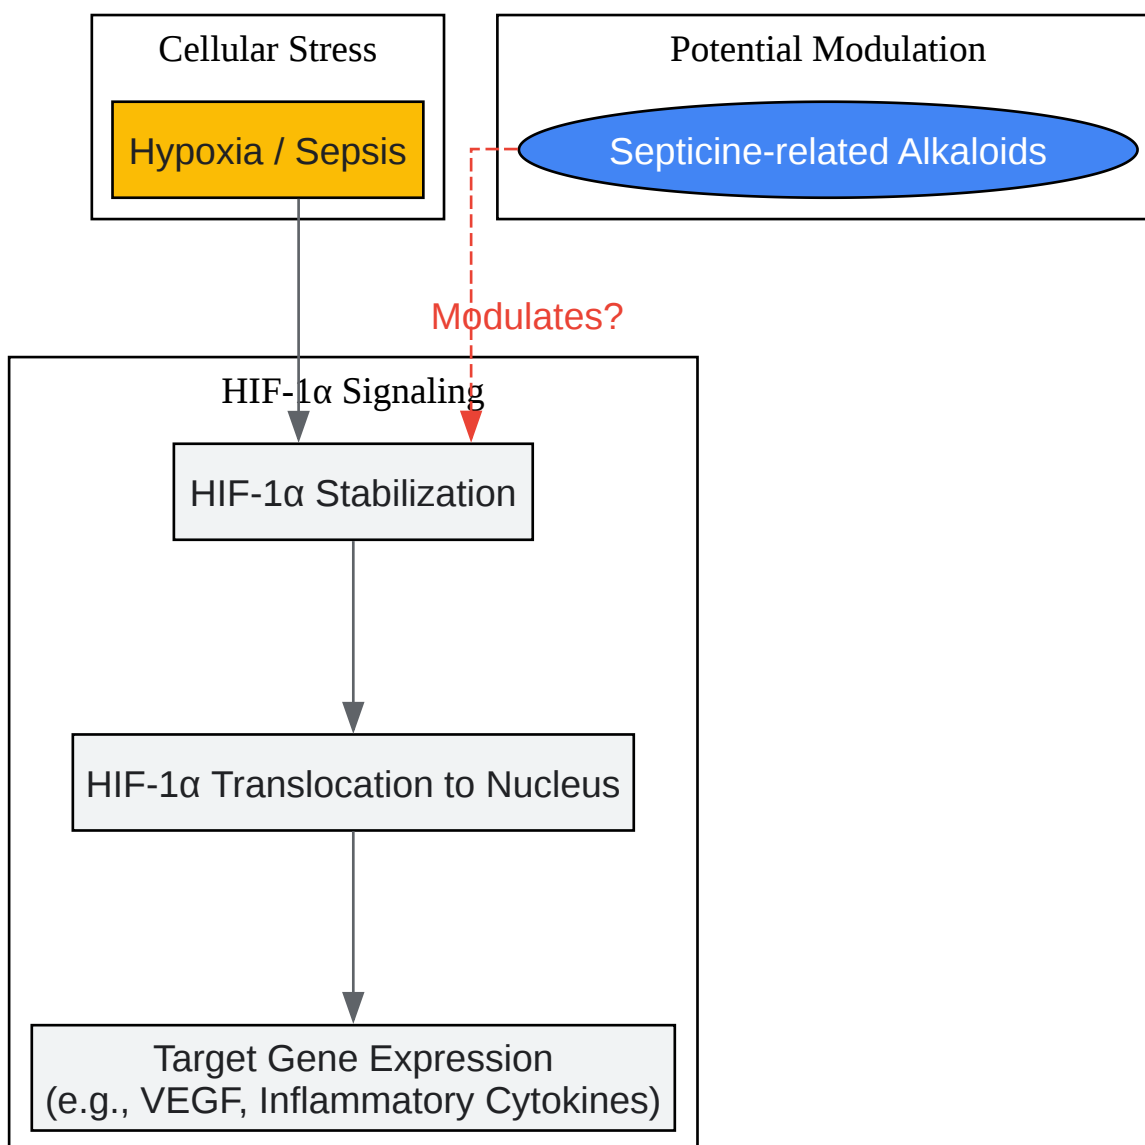 Cellular Stress
Potential Modulation
Hypoxia / Sepsis
Septicine-related Alkaloids
Modulates?
HIF-1α Signaling
HIF-1α Stabilization
HIF-1α Translocation to Nucleus
Target Gene Expression
(e.g., VEGF, Inflammatory Cytokines)